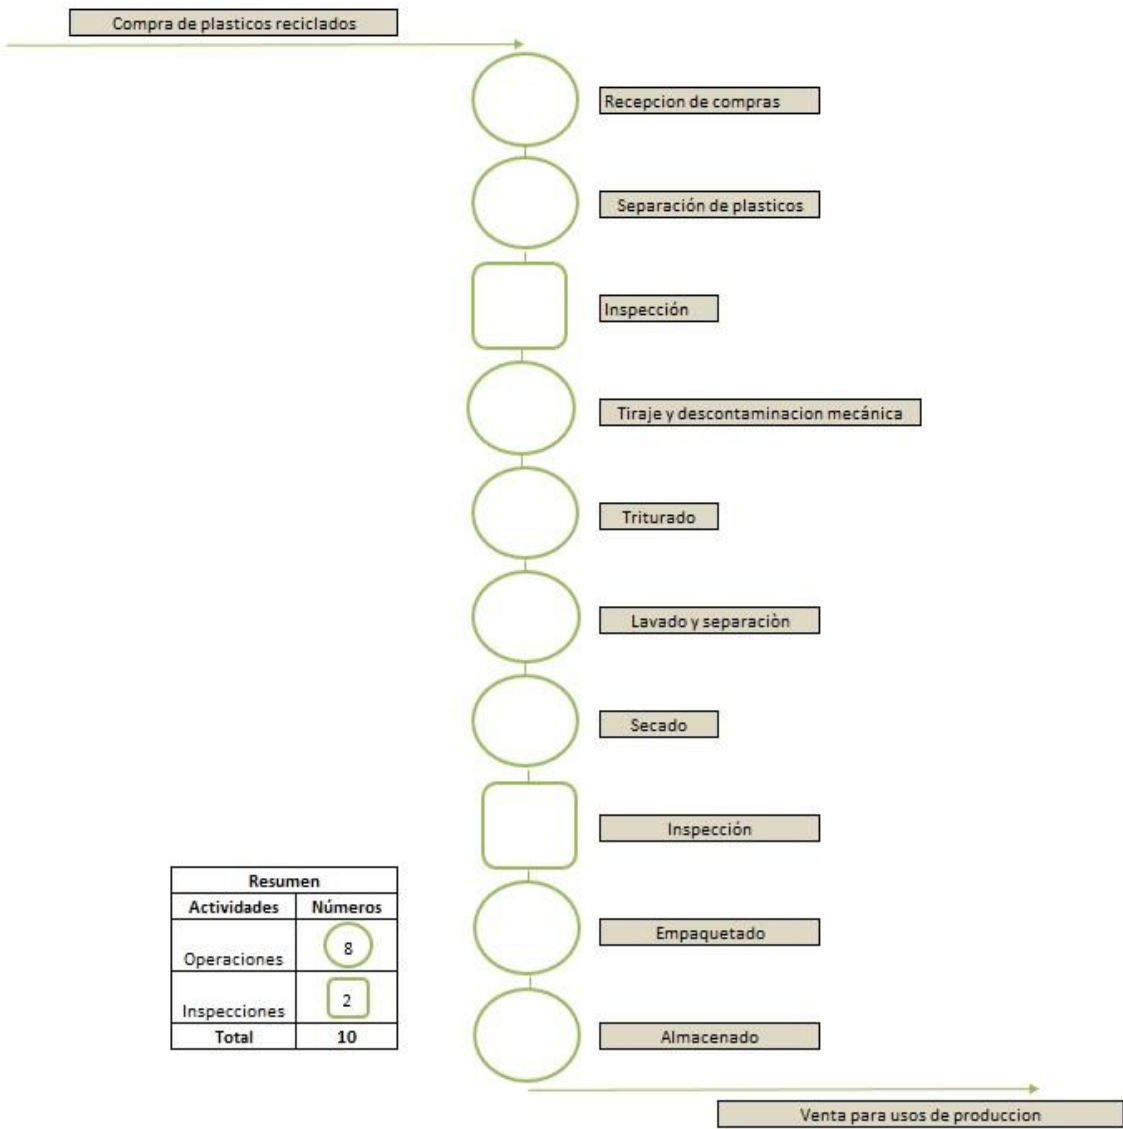 Compra de plasticos reciclados
Recepcion de compras
Separación de plasticos
Inspección
Tiraje y descontaminacion mecánica
Triturado
Lavado y separaciòn
Secado
Inspección
Empaquetado
Almacenado
Venta para usos de produccion
Resumen
Actividades Números
Operaciones 8
Inspecciones 2
Total 10